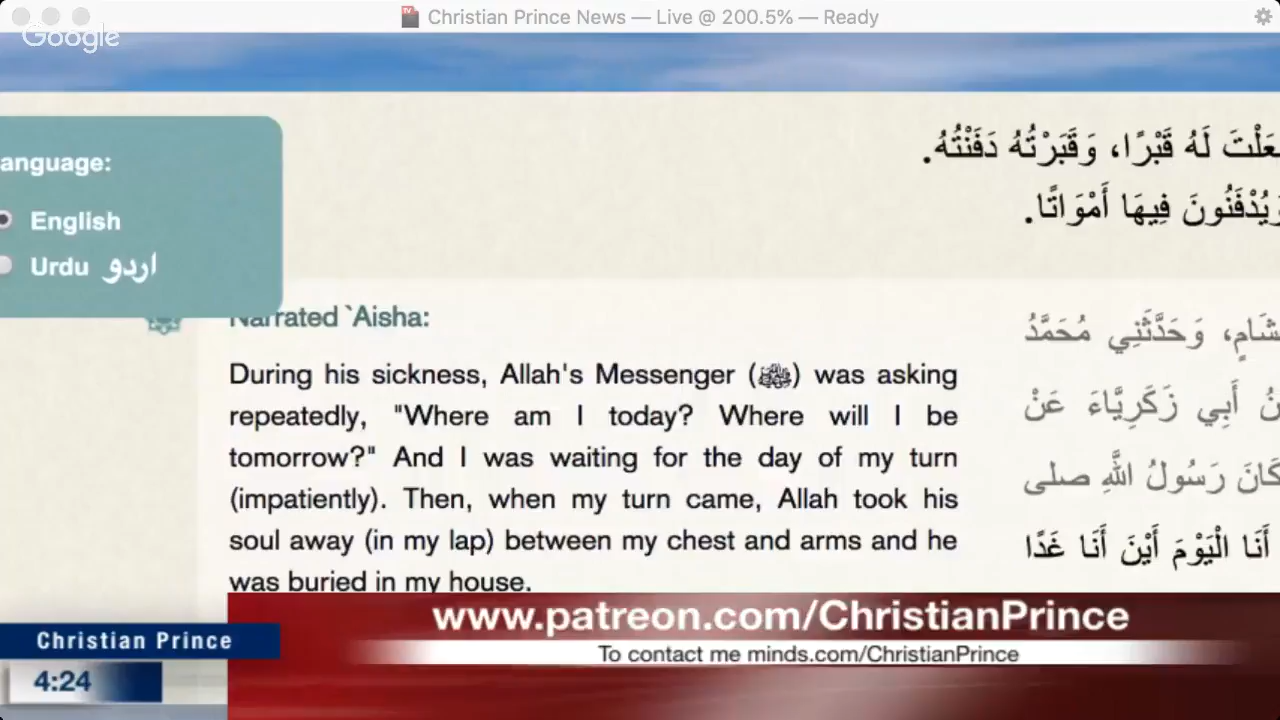 Christian Prince News — Live @ 200.5% — Ready
Google
anguage:
English
Urdu اردو
لَهُ قَبْرًا، وَقَبَرْتُهُ دَفَنْتُهُ.
فِيهَا أَمْوَاتًا.
Narrated `Aisha:
During his sickness, Allah's Messenger (ﷺ) was asking
repeatedly, "Where am I today? Where will I be
tomorrow?" And I was waiting for the day of my turn
(impatiently). Then, when my turn came, Allah took his
soul away (in my lap) between my chest and arms and he
was buried in my house.
وَحَدَّثَنِي مُحَمَّدُ
أَبِي زَكَرِيَّاءَ عَنْ
كَانَ رَسُولُ اللَّهِ صلى
أَنَا الْيَوْمَ أَيْنَ أَنَا غَدًا
www.patreon.com/ChristianPrince
To contact me minds.com/ChristianPrince
Christian Prince
4:24